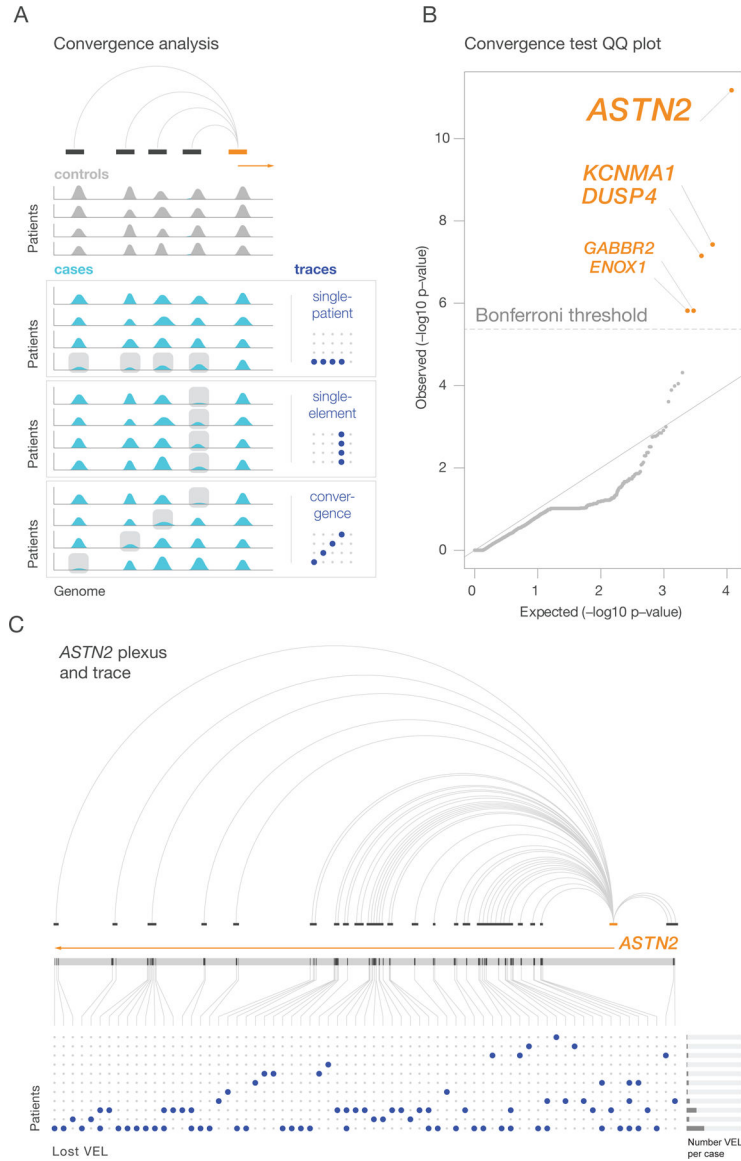 A
Convergence analysis
controls
Patients
cases
traces
Patients
single-
patient
Patients
single-
element
Patients
conver-
gence
Genome
B
Convergence test QQ plot
ASTN2
KCNMA1
DUSP4
GABBR2
ENOX1
Bonferroni threshold
Observed (–log10 p–value)
10
8
6
4
2
0
0
1
2
3
4
Expected (–log10 p–value)
C
ASTN2 plexus
and trace
ASTN2
Patients
Lost VEL
Number VEL
per case